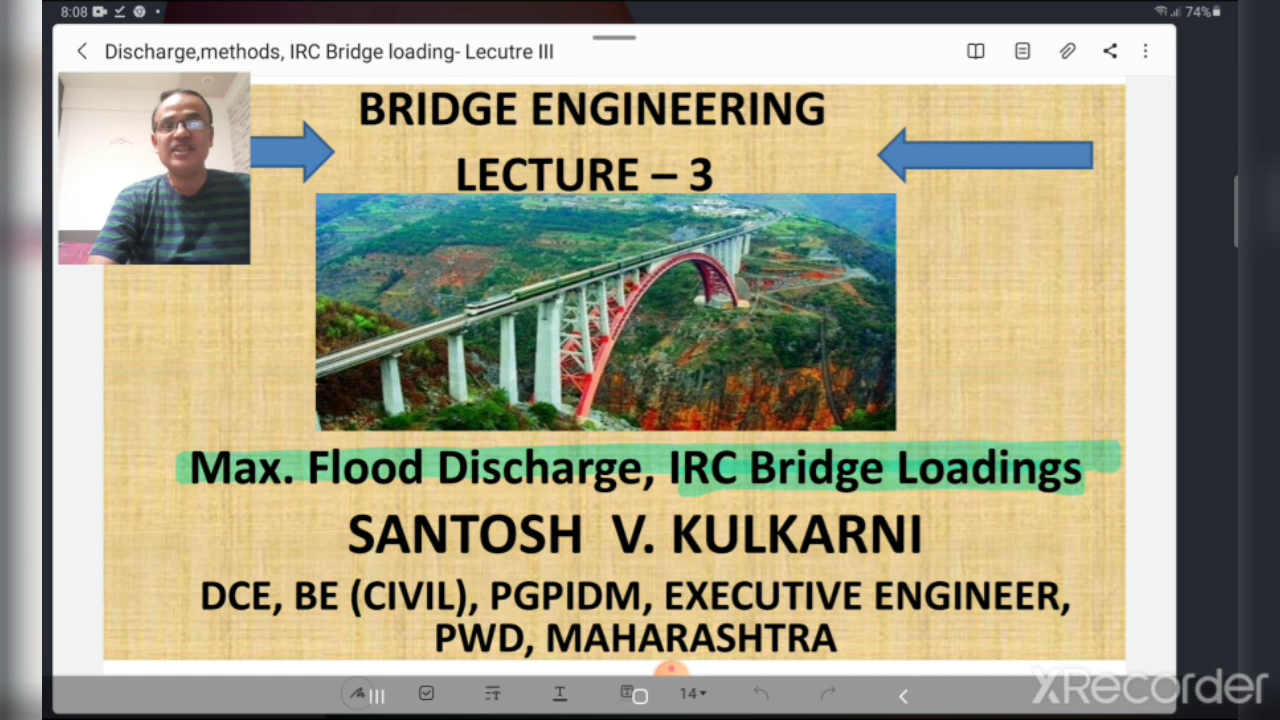 8:08
74%
Discharge,methods, IRC Bridge loading- Lecutre III
BRIDGE ENGINEERING
LECTURE – 3
Max. Flood Discharge, IRC Bridge Loadings
SANTOSH V. KULKARNI
DCE, BE (CIVIL), PGPIDM, EXECUTIVE ENGINEER,
PWD, MAHARASHTRA
14
XRecorder